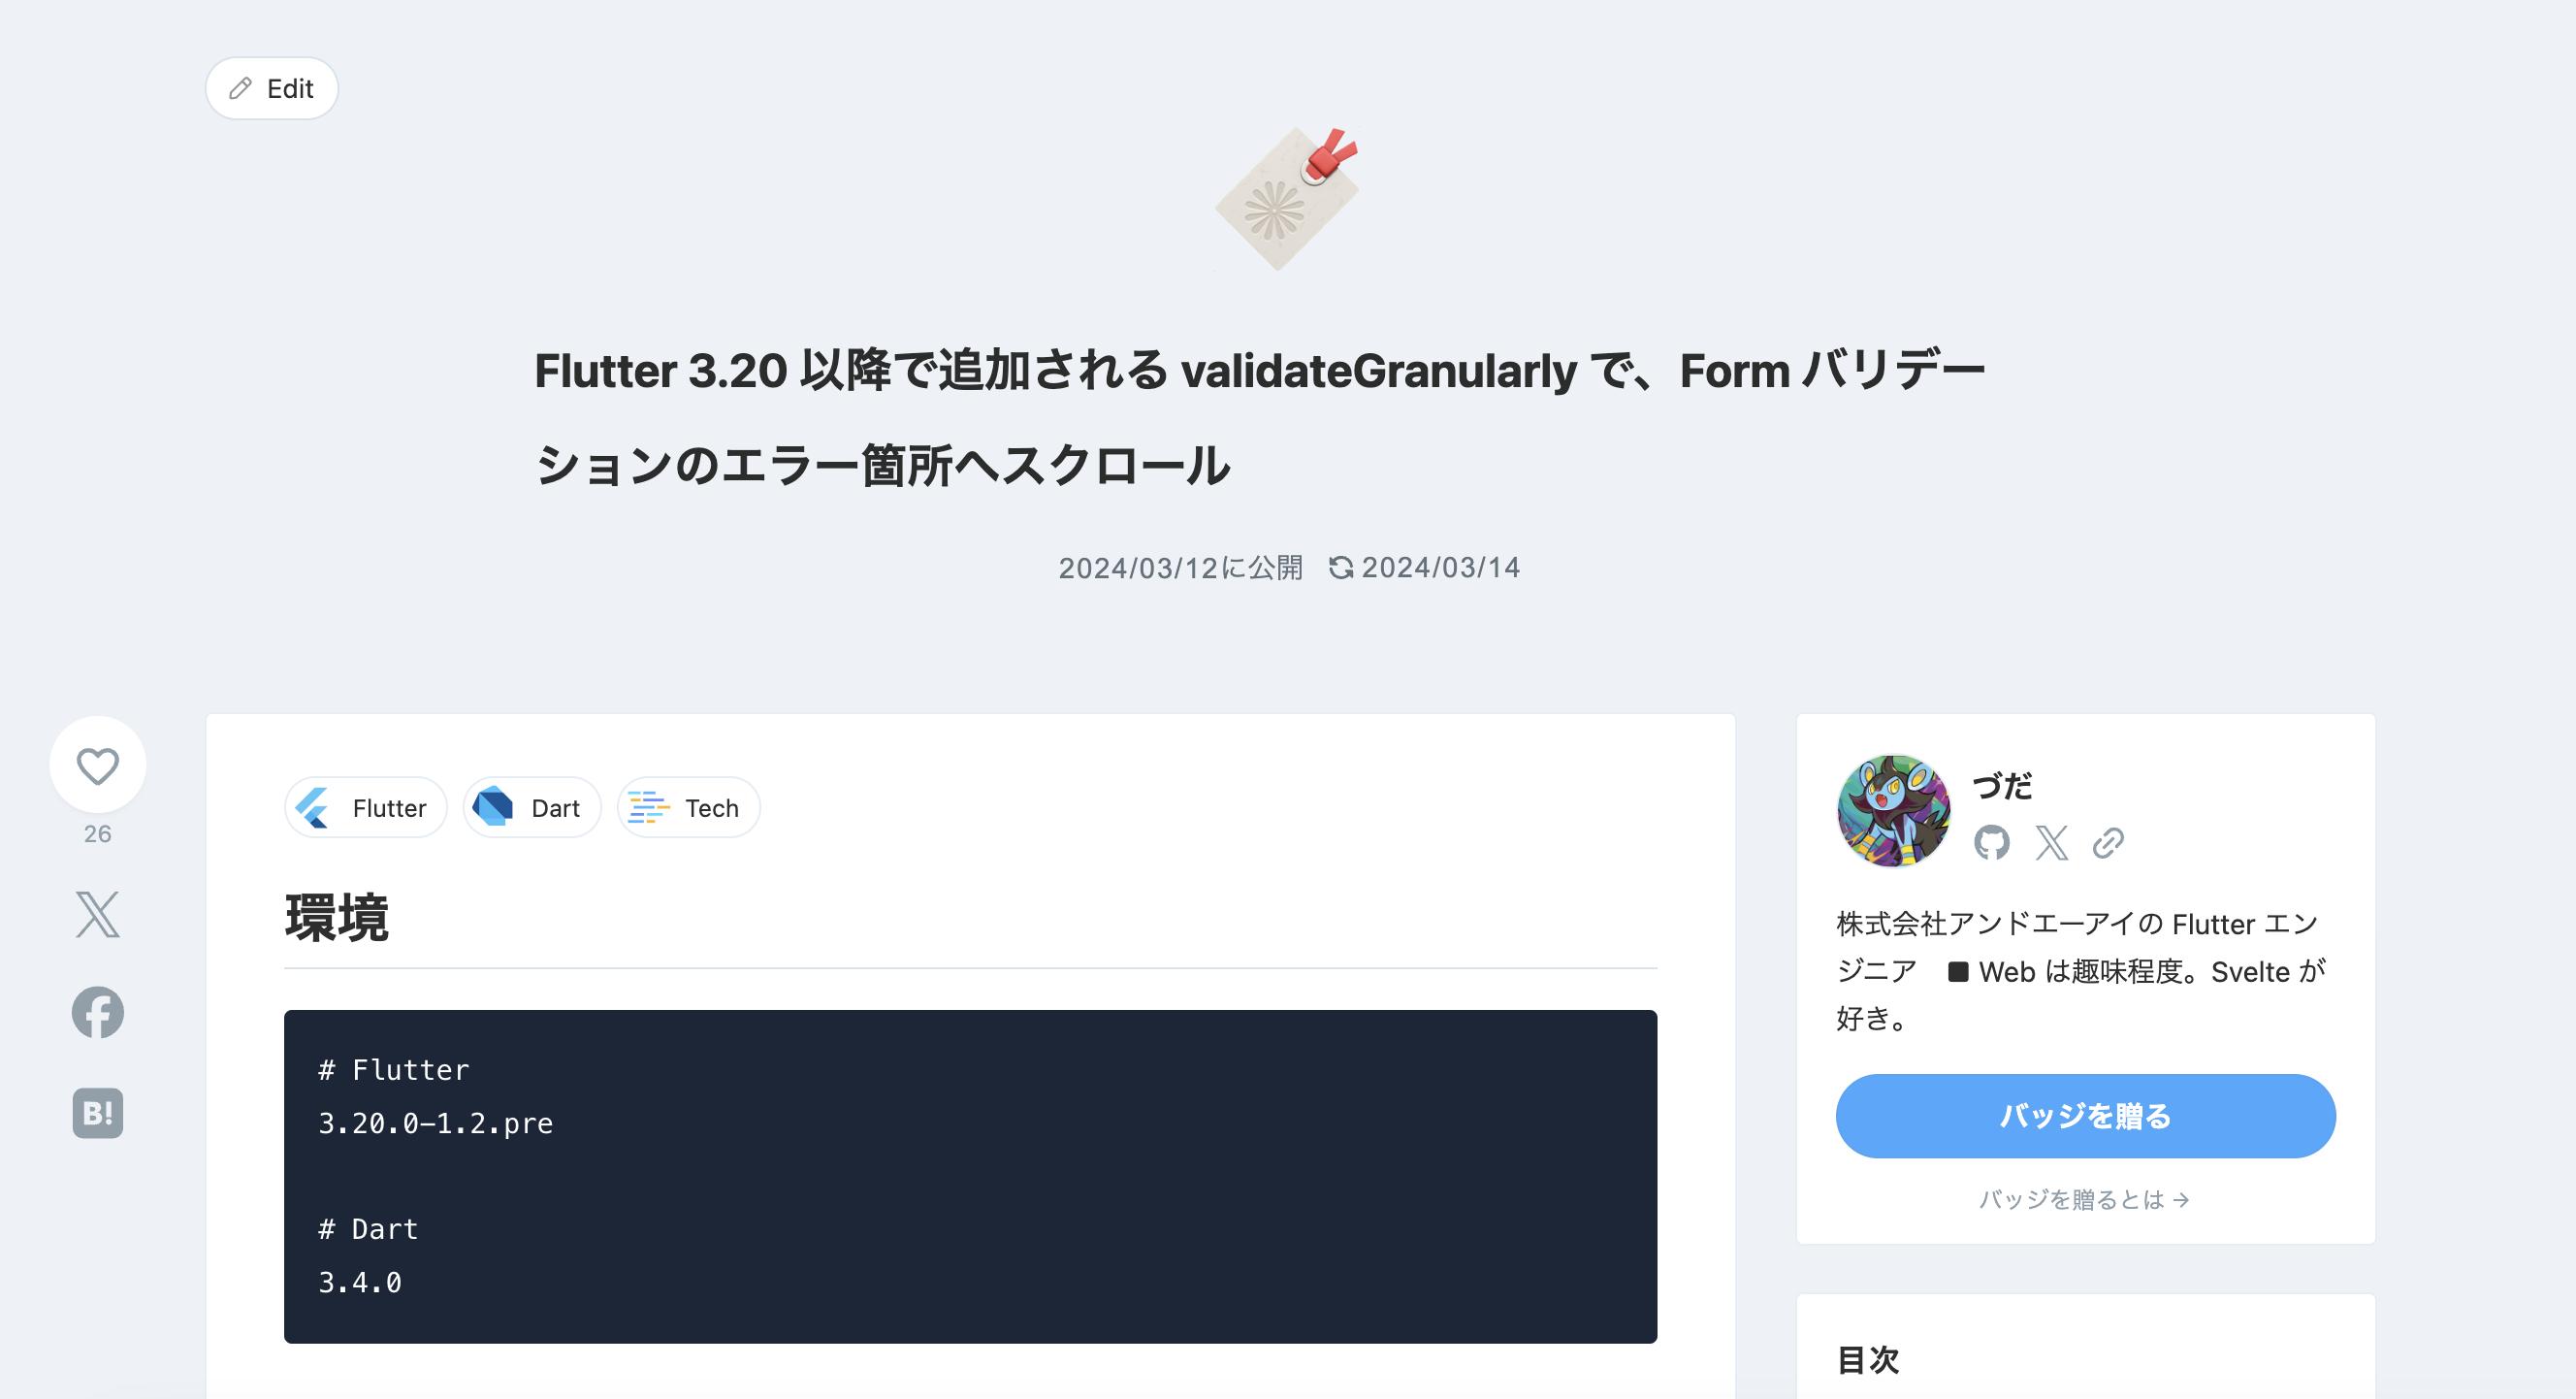 Edit
Flutter 3.20 以降で追加される validateGranularly で、Form バリデー
ションのエラー箇所へスクロール
2024/03/12に公開 2024/03/14
26
B!
Flutter Dart Tech
環境
# Flutter
3.20.0-1.2.pre
# Dart
3.4.0
づだ
株式会社アンドエーアイの Flutter エン
ジニア ■ Web は趣味程度。Svelte が
好き。
バッジを贈る
バッジを贈るとは →
目次